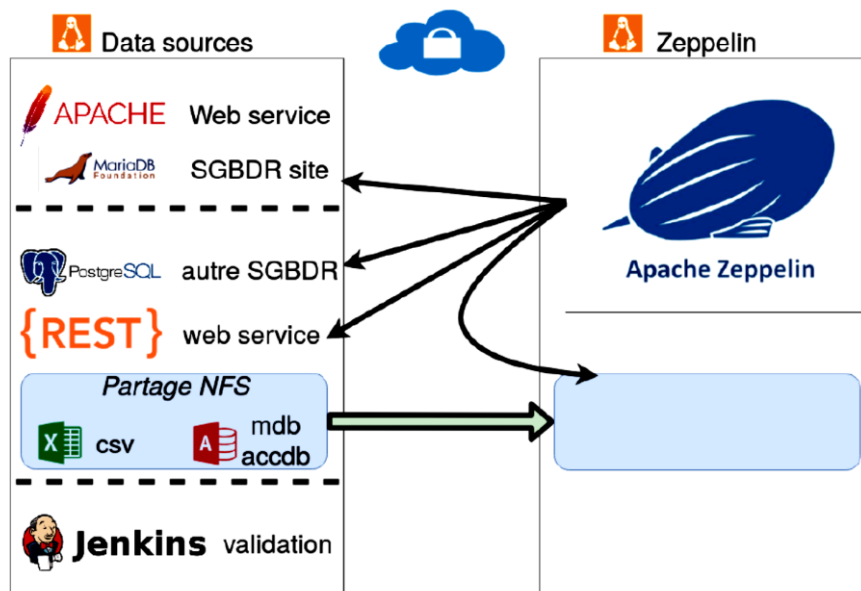 Data sources
Zeppelin
APACHE Web service
MariaDB
Foundation
SGBDR site
PostgreSQL autre SGBDR
{REST} web service
Apache Zeppelin
Partage NFS
X csv
A mdb
accdb
Jenkins validation